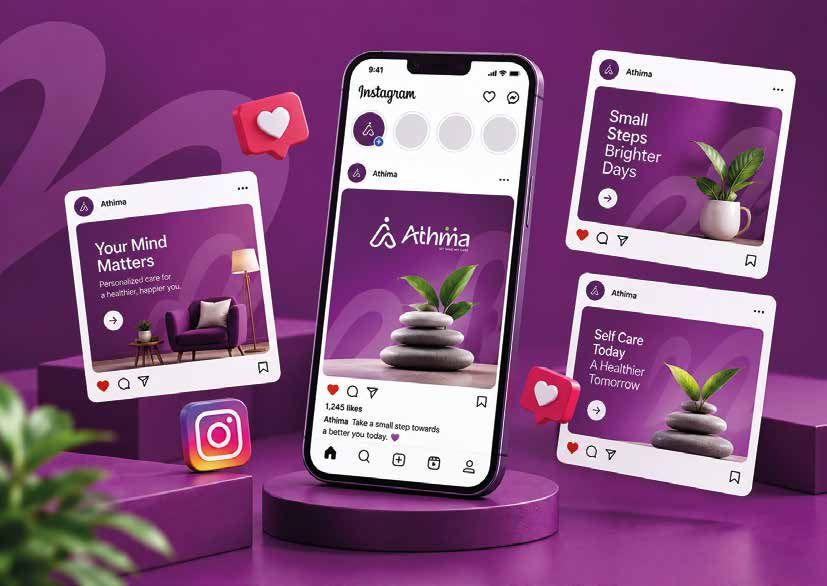 9:41
Instagram
Athima
Athima
Athima
Your Mind
Matters
Personalized care for
a healthier, happier you.
Athima
Small
Steps
Brighter
Days
Athima
Self Care
Today
A Healthier
Tomorrow
1,245 likes
Athima Take a small step towards
a better you today. 💜